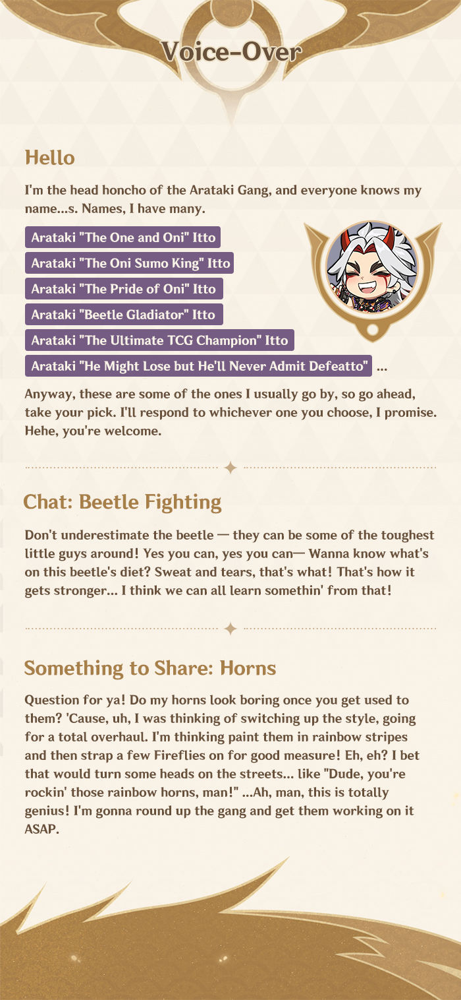 Voice-Over
Hello
I'm the head honcho of the Arataki Gang, and everyone knows my
name...s. Names, I have many.
Arataki "The One and Oni" Itto
Arataki "The Oni Sumo King" Itto
Arataki "The Pride of Oni" Itto
Arataki "Beetle Gladiator" Itto
Arataki "The Ultimate TCG Champion" Itto
Arataki "He Might Lose but He'll Never Admit Defeatto" ...
Anyway, these are some of the ones I usually go by, so go ahead,
take your pick. I'll respond to whichever one you choose, I promise.
Hehe, you're welcome.
Chat: Beetle Fighting
Don't underestimate the beetle — they can be some of the toughest
little guys around! Yes you can, yes you can— Wanna know what's
on this beetle's diet? Sweat and tears, that's what! That's how it
gets stronger... I think we can all learn somethin' from that!
Something to Share: Horns
Question for ya! Do my horns look boring once you get used to
them? 'Cause, uh, I was thinking of switching up the style, going
for a total overhaul. I'm thinking paint them in rainbow stripes
and then strap a few Fireflies on for good measure! Eh, eh? I bet
that would turn some heads on the streets... like "Dude, you're
rockin' those rainbow horns, man!" ...Ah, man, this is totally
genius! I'm gonna round up the gang and get them working on it
ASAP.